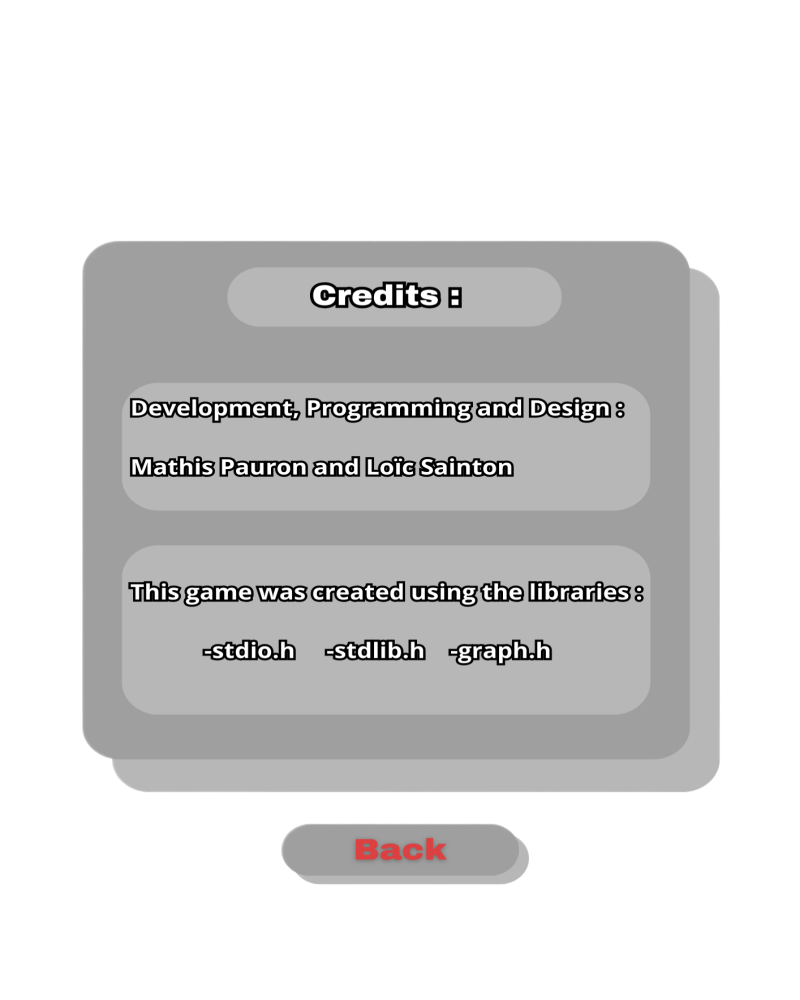 Credits :
Development, Programming and Design :
Mathis Pauron and Loïc Sainton
This game was created using the libraries :
-stdio.h -stdlib.h -graph.h
Back